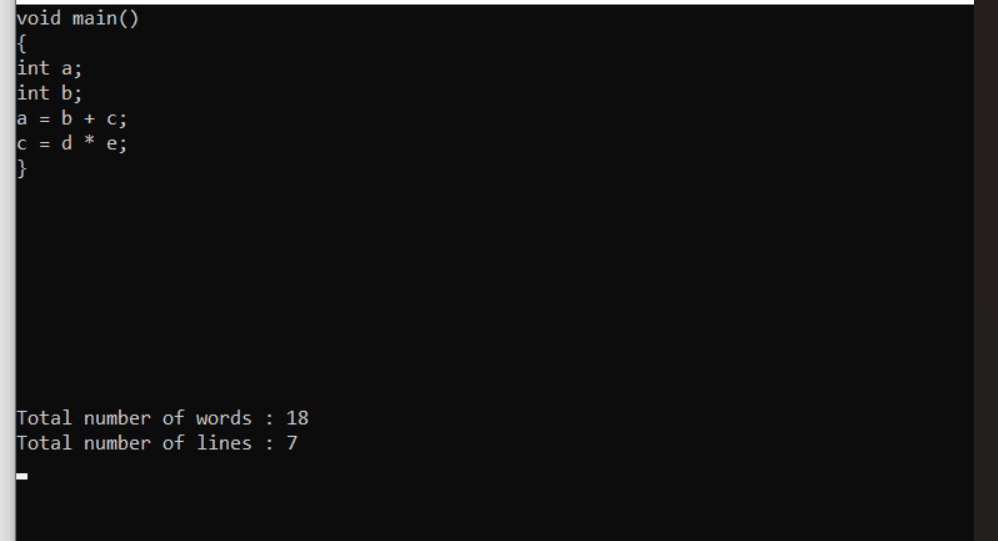 void main()
{
int a;
int b;
a = b + c;
c = d * e;
}
Total number of words : 18
Total number of lines : 7